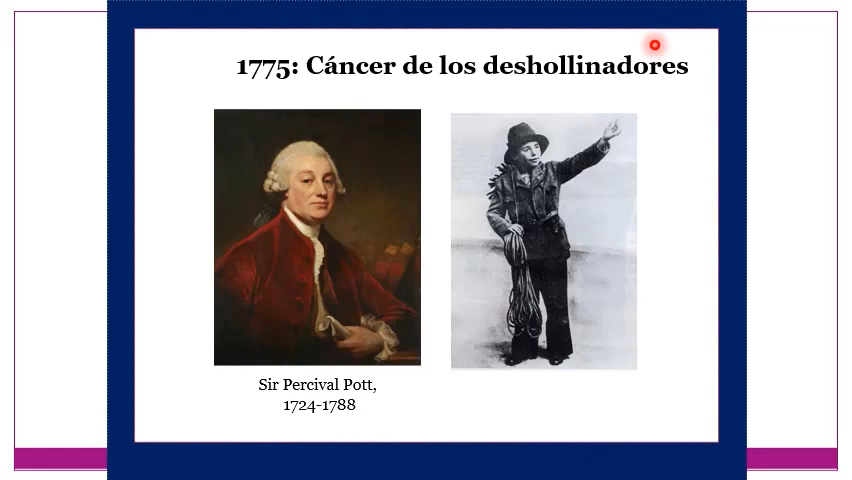 1775: Cáncer de los deshollinadores
Sir Percival Pott,
1724-1788